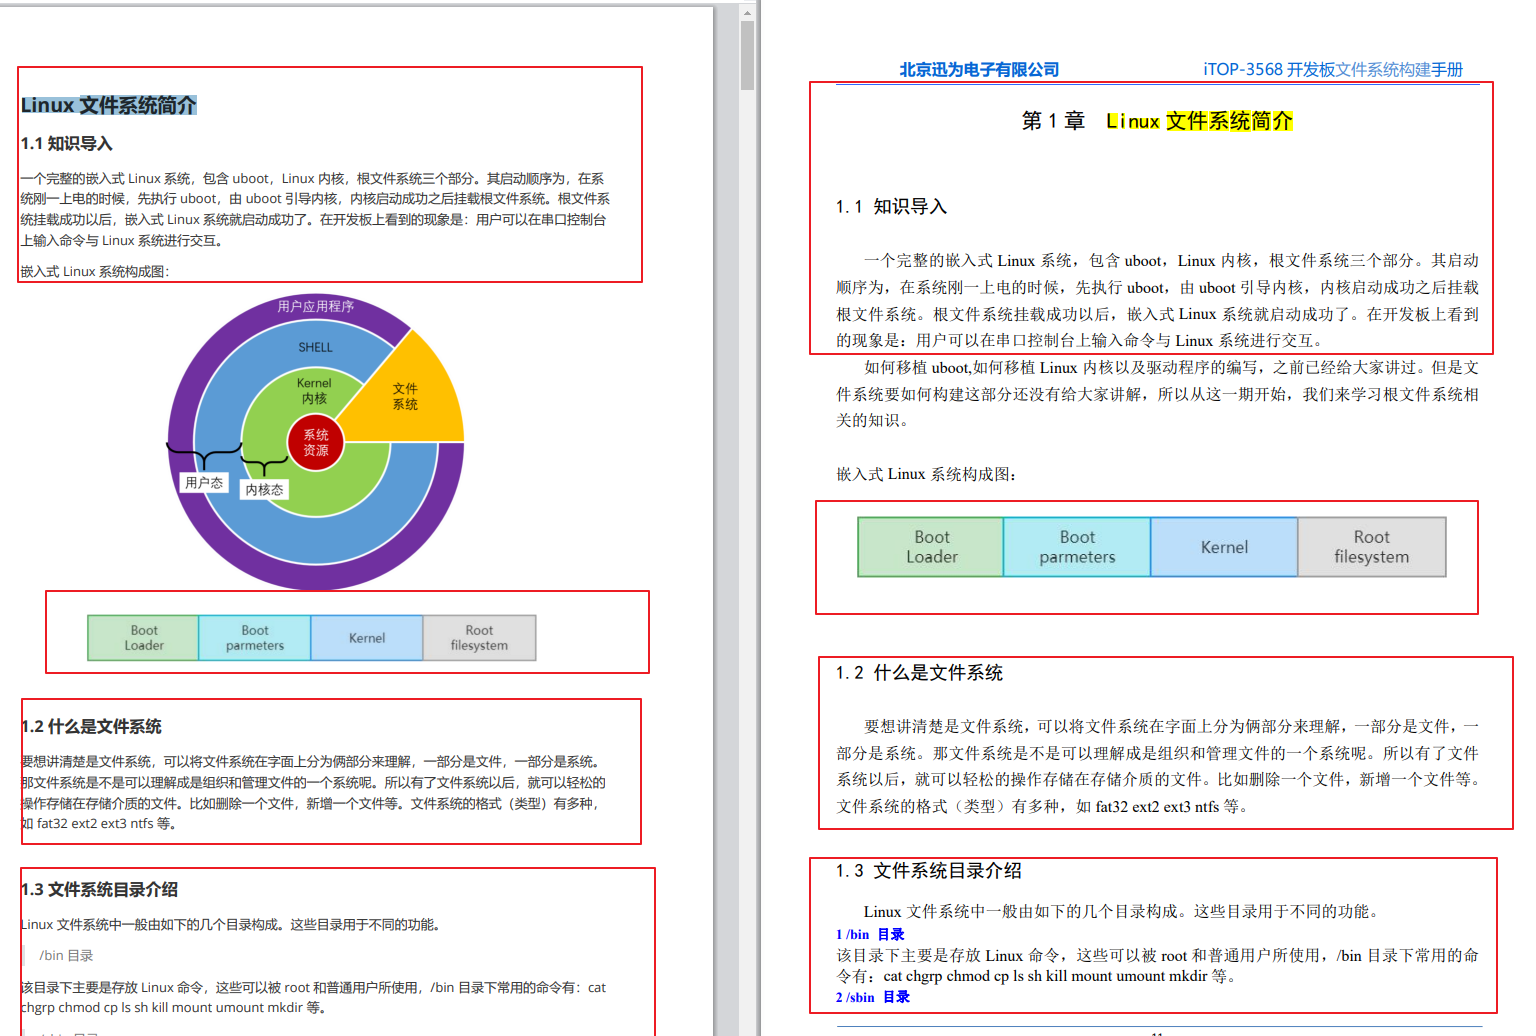 Linux 文件系统简介
1.1 知识导入
一个完整的嵌入式 Linux 系统，包含 uboot，Linux 内核，根文件系统三个部分。其启动顺序为，在系
统刚一上电的时候，先执行 uboot，由 uboot 引导内核，内核启动成功之后挂载根文件系统。根文件系
统挂载成功以后，嵌入式 Linux 系统就启动成功了。在开发板上看到的现象是：用户可以在串口控制台
上输入命令与 Linux 系统进行交互。
嵌入式 Linux 系统构成图：
用户应用程序
SHELL
Kernel
内核
文件
系统
系统
资源
用户态
内核态
Boot
Loader
Boot
parmeters
Kernel
Root
filesystem
1.2 什么是文件系统
要想讲清楚是文件系统，可以将文件系统在字面上分为俩部分来理解，一部分是文件，一部分是系统。
那文件系统是不是可以理解成是组织和管理文件的一个系统呢。所以有了文件系统以后，就可以轻松的
操作存储在存储介质的文件。比如删除一个文件，新增一个文件等。文件系统的格式（类型）有多种，
如 fat32 ext2 ext3 ntfs 等。
1.3 文件系统目录介绍
Linux 文件系统中一般由如下的几个目录构成。这些目录用于不同的功能。
/bin 目录
该目录下主要是存放 Linux 命令，这些可以被 root 和普通用户所使用，/bin 目录下常用的命令有：cat
chgrp chmod cp ls sh kill mount umount mkdir 等。
北京迅为电子有限公司
iTOP-3568 开发板文件系统构建手册
第 1 章 Linux 文件系统简介
1.1 知识导入
一个完整的嵌入式 Linux 系统，包含 uboot，Linux 内核，根文件系统三个部分。其启动
顺序为，在系统刚一上电的时候，先执行 uboot，由 uboot 引导内核，内核启动成功之后挂载
根文件系统。根文件系统挂载成功以后，嵌入式 Linux 系统就启动成功了。在开发板上看到
的现象是：用户可以在串口控制台上输入命令与 Linux 系统进行交互。
如何移植 uboot,如何移植 Linux 内核以及驱动程序的编写，之前已经给大家讲过。但是文
件系统要如何构建这部分还没有给大家讲解，所以从这一期开始，我们来学习根文件系统相
关的知识。
嵌入式 Linux 系统构成图：
Boot
Loader
Boot
parmeters
Kernel
Root
filesystem
1.2 什么是文件系统
要想讲清楚是文件系统，可以将文件系统在字面上分为俩部分来理解，一部分是文件，一
部分是系统。那文件系统是不是可以理解成是组织和管理文件的一个系统呢。所以有了文件
系统以后，就可以轻松的操作存储在存储介质的文件。比如删除一个文件，新增一个文件等。
文件系统的格式（类型）有多种，如 fat32 ext2 ext3 ntfs 等。
1.3 文件系统目录介绍
Linux 文件系统中一般由如下的几个目录构成。这些目录用于不同的功能。
1 /bin 目录
该目录下主要是存放 Linux 命令，这些可以被 root 和普通用户所使用，/bin 目录下常用的命
令有：cat chgrp chmod cp ls sh kill mount umount mkdir 等。
2 /sbin 目录